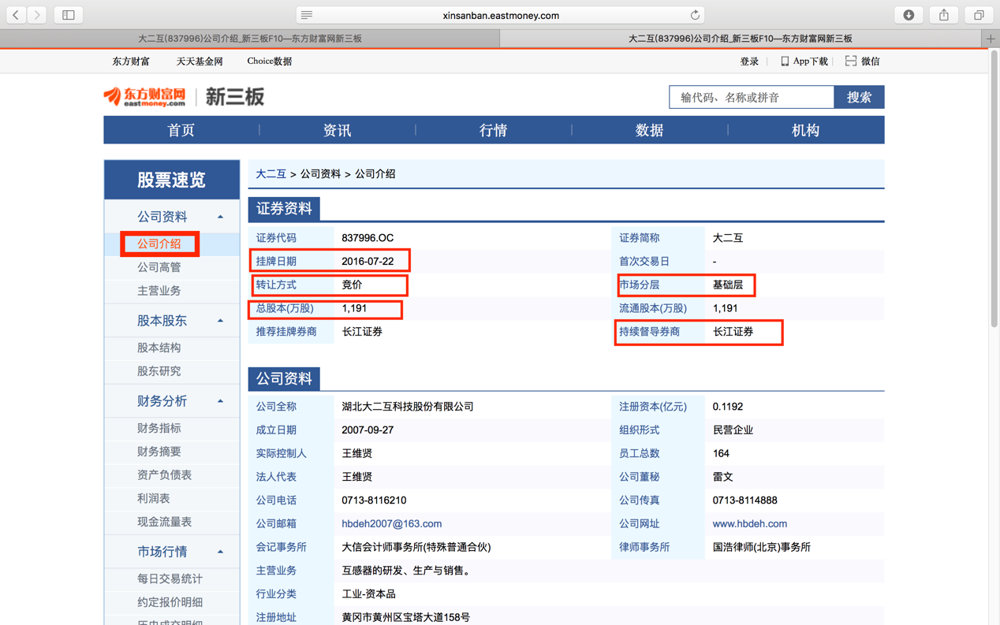 xinsanban.eastmoney.com
大二互(837996)公司介绍_新三板F10—东方财富网新三板
大二互(837996)公司介绍_新三板F10—东方财富网新三板
东方财富 天天基金网 Choice数据 登录 App下载 微信
东方财富网 eastmoney.com 新三板
输代码、名称或拼音 搜索
首页 资讯 行情 数据 机构
股票速览
公司资料
公司介绍
公司高管
主营业务
股本股东
股本结构
股东研究
财务分析
财务指标
财务摘要
资产负债表
利润表
现金流量表
市场行情
每日交易统计
约定报价明细
历史成交明细
大二互 > 公司资料 > 公司介绍
证券资料
证券代码 837996.OC 证券简称 大二互
挂牌日期 2016-07-22 首次交易日 -
转让方式 竞价 市场分层 基础层
总股本(万股) 1,191 流通股本(万股) 1,191
推荐挂牌券商 长江证券 持续督导券商 长江证券
公司资料
公司全称 湖北大二互科技股份有限公司 注册资本(亿元) 0.1192
成立日期 2007-09-27 组织形式 民营企业
实际控制人 王维贤 员工总数 164
法人代表 王维贤 公司董秘 雷文
公司电话 0713-8116210 公司传真 0713-8114888
公司邮箱 hbdeh2007@163.com 公司网址 www.hbdeh.com
会记事务所 大信会计师事务所(特殊普通合伙) 律师事务所 国浩律师(北京)事务所
主营业务 互感器的研发、生产与销售。
行业分类 工业-资本品
注册地址 黄冈市黄州区宝塔大道158号